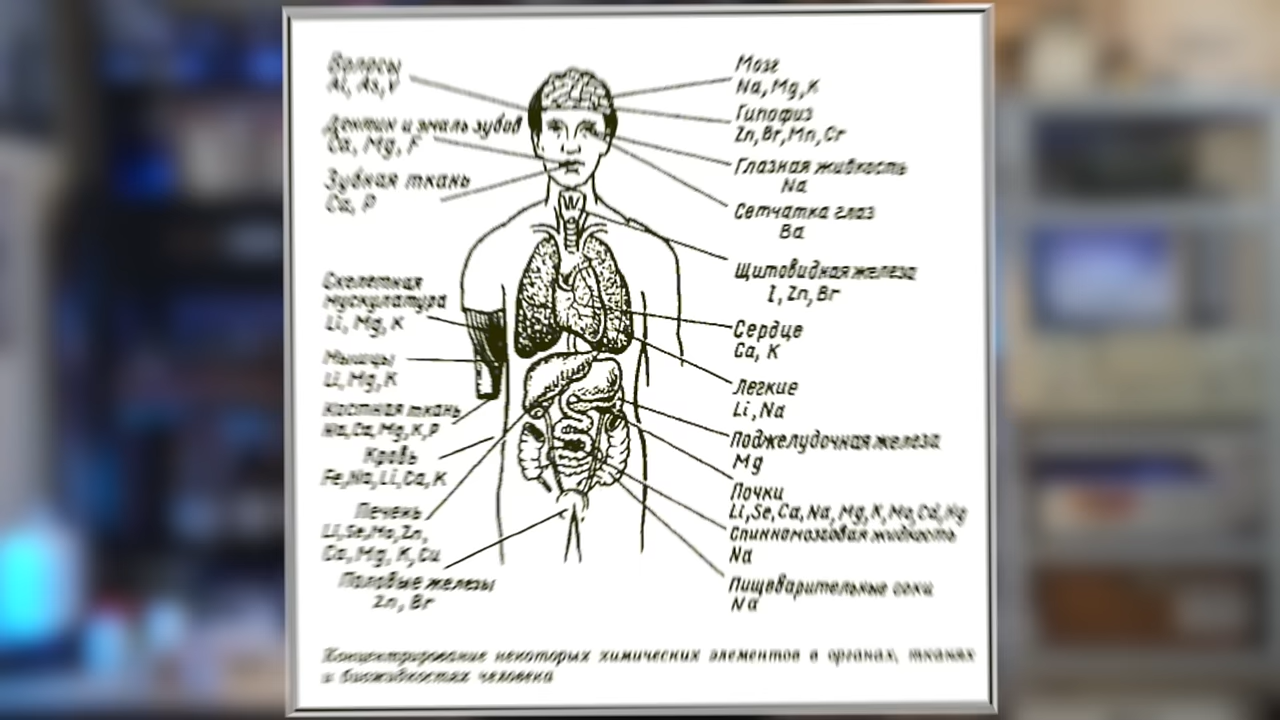 Волосы
Al, As, V
Дентин и эмаль зубов
Ca, Mg, F
Зубная ткань
Ca, P
Скелетная
мускулатура
Li, Mg, K
Мышцы
Li, Mg, K
Костная ткань
Na, Ca, Mg, K, P
Кровь
Fe, Na, Li, Ca, K
Печень
Li, Se, Mo, Zn,
Ca, Mg, K, Cu
Половые железы
Zn, Br
Мозг
Na, Mg, K
Гипофиз
Zn, Br, Mn, Cr
Глазная жидкость
Na
Сетчатка глаз
Ba
Щитовидная железа
I, Zn, Br
Сердце
Ca, K
Легкие
Li, Na
Поджелудочная железа
Mg
Почки
Li, Se, Ca, Na, Mg, K, Mo, Cd, Hg
Спинномозговая жидкость
Na
Пищеварительные соки
Na
Концентрирование некоторых химических элементов в органах, тканях
и биожидкостях человека